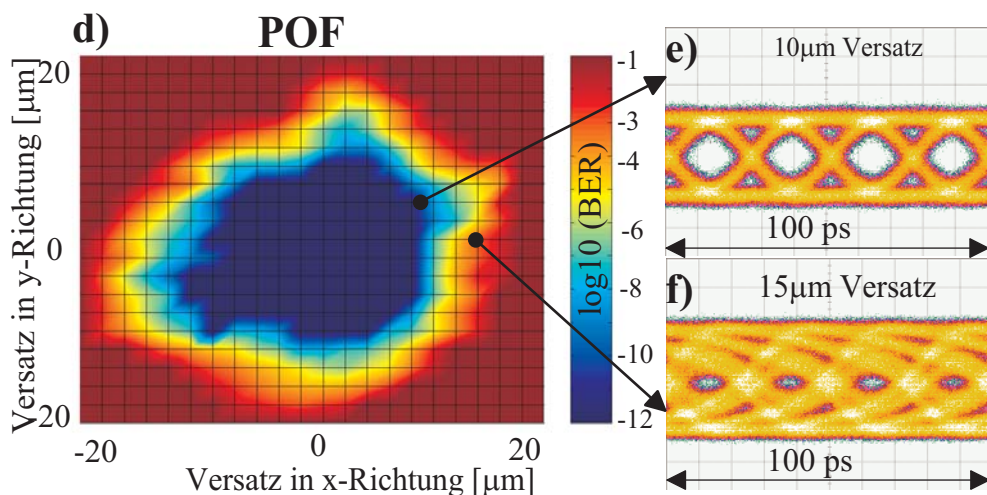 d)
POF
20
0
20
Versatz in y-Richtung [µm]
-20
0
20
Versatz in x-Richtung [µm]
-1
-3
-4
-6
-8
-10
-12
log10 (BER)
e)
10µm Versatz
100 ps
f)
15µm Versatz
100 ps